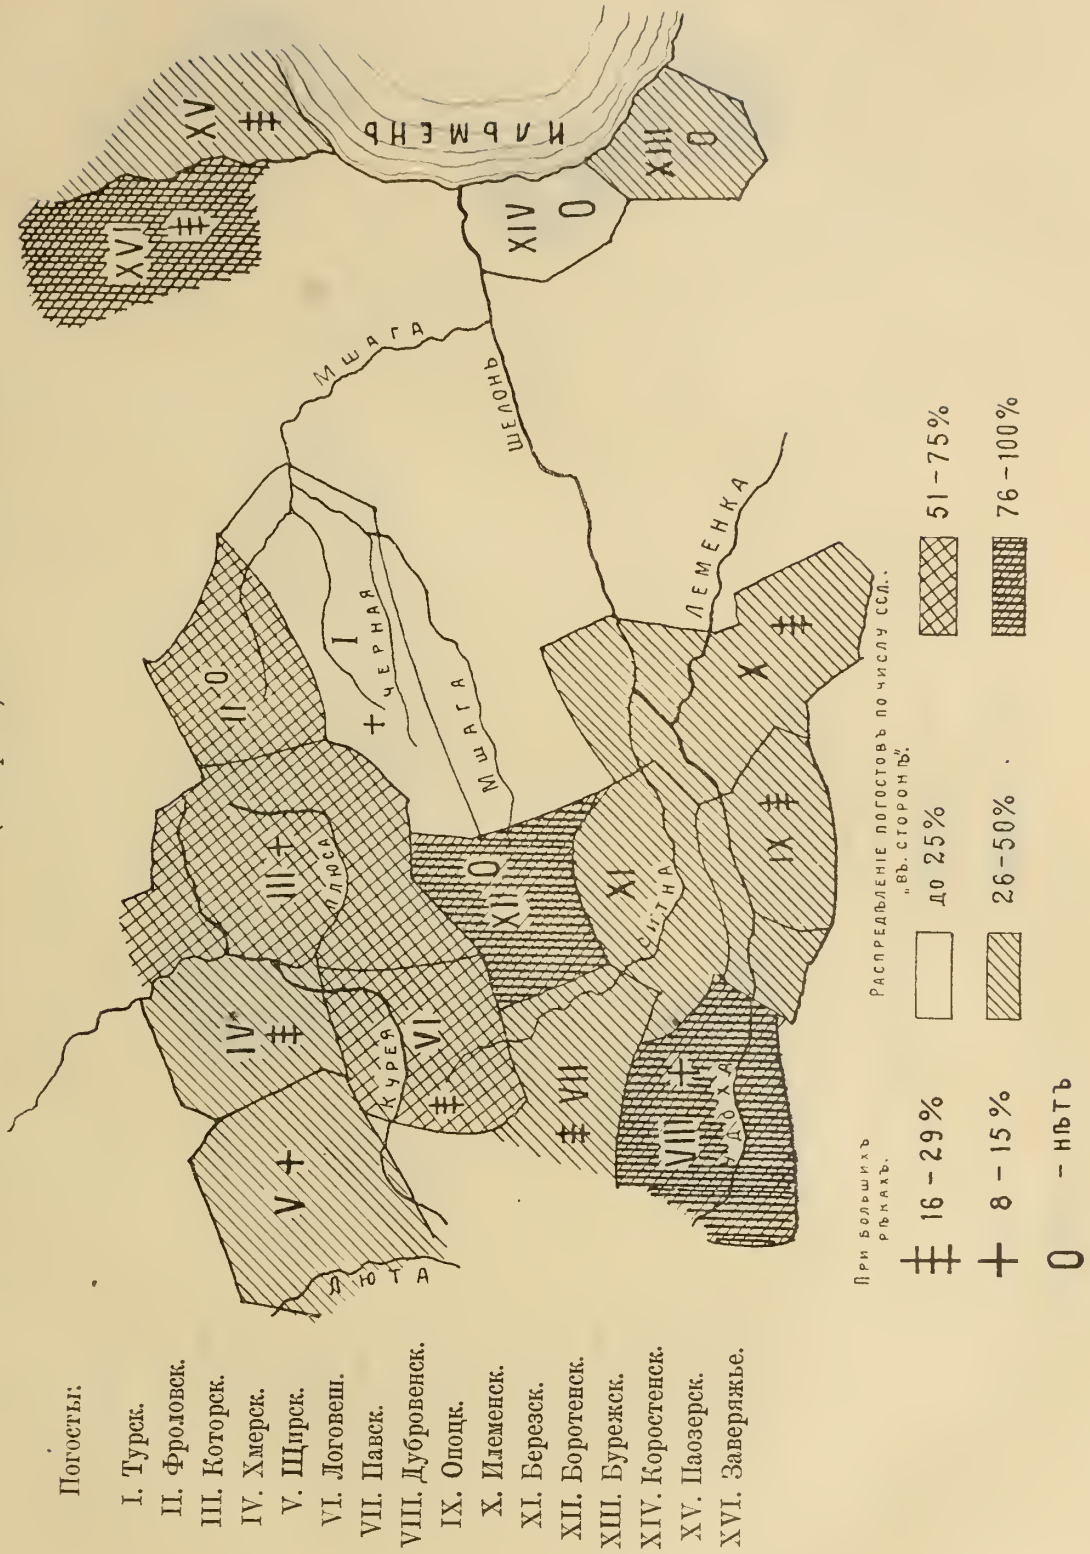 Погосты:
I. Турск.
II. Фроловск.
III. Которск.
IV. Хмерск.
V. Щирск.
VI. Логовеш.
VII. Павск.
VIII. Дубровенск.
IX. Опоцк.
X. Илеменск.
XI. Березск.
XII. Боротенск.
XIII. Бурежск.
XIV. Коростенск.
XV. Паозерск.
XVI. Заверяжье.
XVI
XV
ИЛЬМЕНЬ
XIII
О
XIV
О
МШАГА
ШЕЛОНЬ
ЛЕМЕНКА
II О
I
ЧЕРНАЯ
МШАГА
III
ПЛЮСА
IV
V
ЛЮТА
КУРЕЯ
VI
VII
VIII
УДОХА
XII О
XI
СИТНА
IX
X
ПРИ БОЛЬШИХЪ
РѢКАХЪ.
16-29%
8-15%
О - НѢТЪ
РАСПРЕДѢЛЕНІЕ ПОГОСТОВЪ ПО ЧИСЛУ ССЛ.
„ВЪ СТОРОНѢ".
ДО 25%
26-50%
51-75%
76-100%